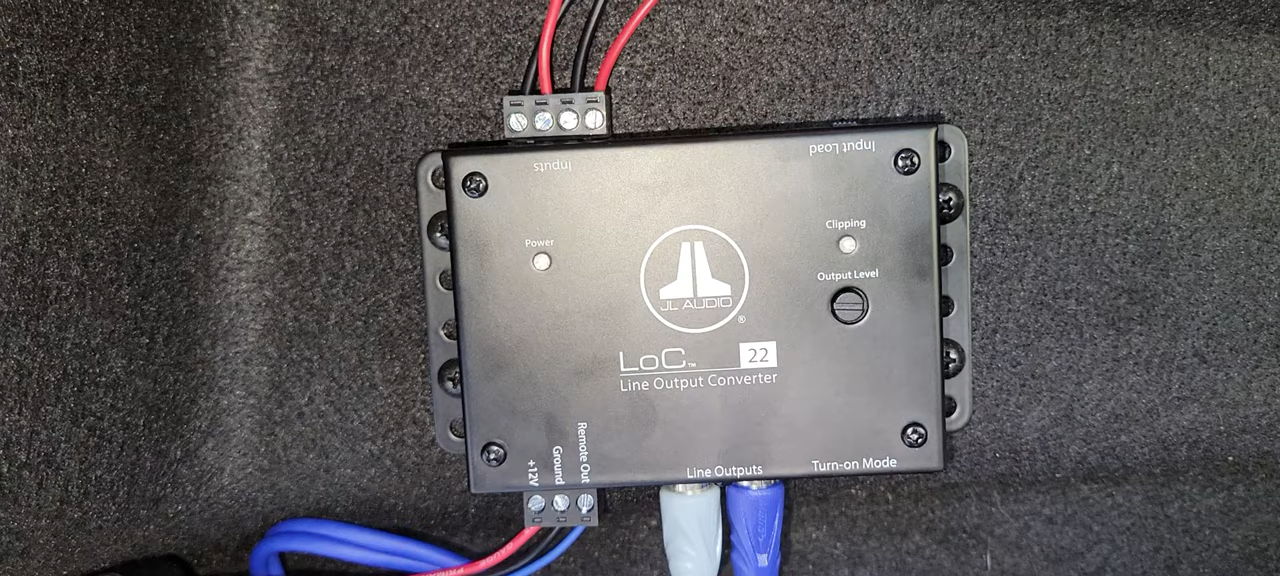 Inputs
Input Load
Power
Clipping
Output Level
JL AUDIO
®
LoC™ 22
Line Output Converter
+12V
Ground
Remote Out
Line Outputs
Turn-on Mode